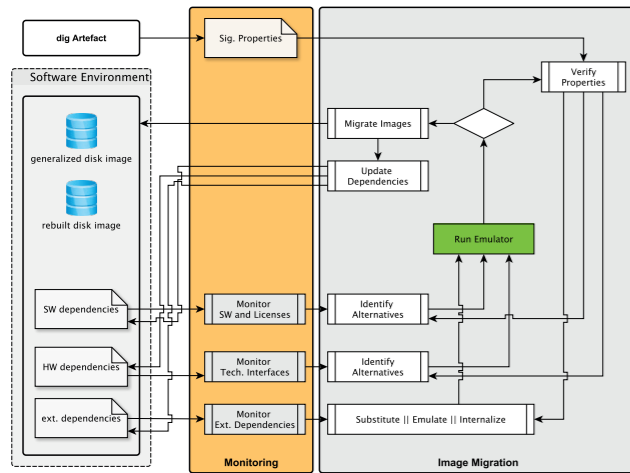 dig Artefact
Sig. Properties
Verify
Properties
Software Environment
Migrate Images
generalized disk image
Update
Dependencies
rebuilt disk image
Run Emulator
SW dependencies
Monitor
SW and Licenses
Identify
Alternatives
HW dependencies
Monitor
Tech. Interfaces
Identify
Alternatives
ext. dependencies
Monitor
Ext. Dependencies
Substitute || Emulate || Internalize
Monitoring
Image Migration